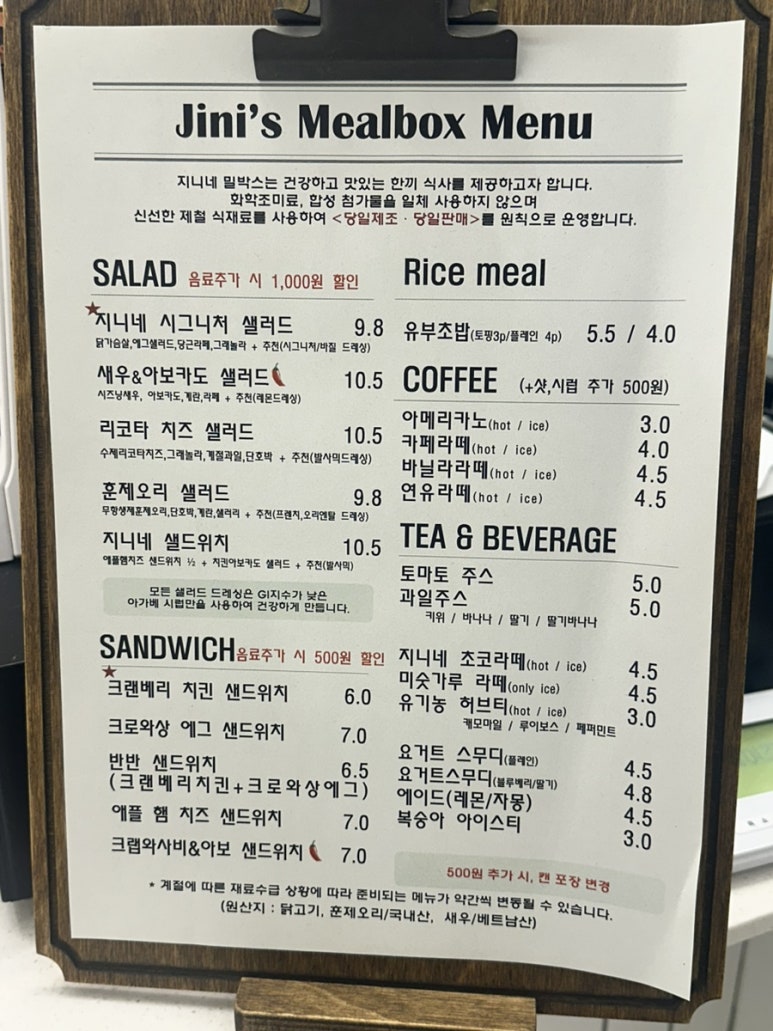 Jini's Mealbox Menu
지니네 밀박스는 건강하고 맛있는 한끼 식사를 제공하고자 합니다.
화학조미료, 합성 첨가물을 일체 사용하지 않으며
신선한 제철 식재료를 사용하여 <당일제조 · 당일판매>를 원칙으로 운영합니다.
SALAD 음료추가 시 1,000원 할인
★지니네 시그니처 샐러드 9.8
닭가슴살,에그샐러드,당근라페,그래놀라 + 추천(시그니처/바질 드레싱)
새우&아보카도 샐러드🌶 10.5
시즈닝새우, 아보카도,계란,라페 + 추천(레몬드레싱)
리코타 치즈 샐러드 10.5
수제리코타치즈,그래놀라,계절과일,단호박 + 추천(발사믹드레싱)
훈제오리 샐러드 9.8
무항생제훈제오리,단호박,계란,샐러리 + 추천(프렌치,오리엔탈 드레싱)
지니네 샐드위치 10.5
애플햄치즈 샌드위치 ½ + 치킨아보카도 샐러드 + 추천(발사믹)
모든 샐러드 드레싱은 GI지수가 낮은
아가베 시럽만을 사용하여 건강하게 만듭니다.
SANDWICH 음료추가 시 500원 할인
★크랜베리 치킨 샌드위치 6.0
크로와상 에그 샌드위치 7.0
반반 샌드위치 6.5
(크랜베리치킨+크로와상에그)
애플 햄 치즈 샌드위치 7.0
크랩와사비&아보 샌드위치🌶 7.0
Rice meal
유부초밥(토핑3p/플레인 4p) 5.5 / 4.0
COFFEE (+샷,시럽 추가 500원)
아메리카노(hot / ice) 3.0
카페라떼(hot / ice) 4.0
바닐라라떼(hot / ice) 4.5
연유라떼(hot / ice) 4.5
TEA & BEVERAGE
토마토 주스 5.0
과일주스 5.0
키위 / 바나나 / 딸기 / 딸기바나나
지니네 초코라떼(hot / ice) 4.5
미숫가루 라떼(only ice) 4.5
유기농 허브티(hot / ice) 3.0
캐모마일 / 루이보스 / 페퍼민트
요거트 스무디(플레인) 4.5
요거트스무디(블루베리/딸기) 4.8
에이드(레몬/자몽) 4.5
복숭아 아이스티 3.0
500원 추가 시, 캔 포장 변경
* 계절에 따른 재료수급 상황에 따라 준비되는 메뉴가 약간씩 변동될 수 있습니다.
(원산지 : 닭고기, 훈제오리/국내산, 새우/베트남산)